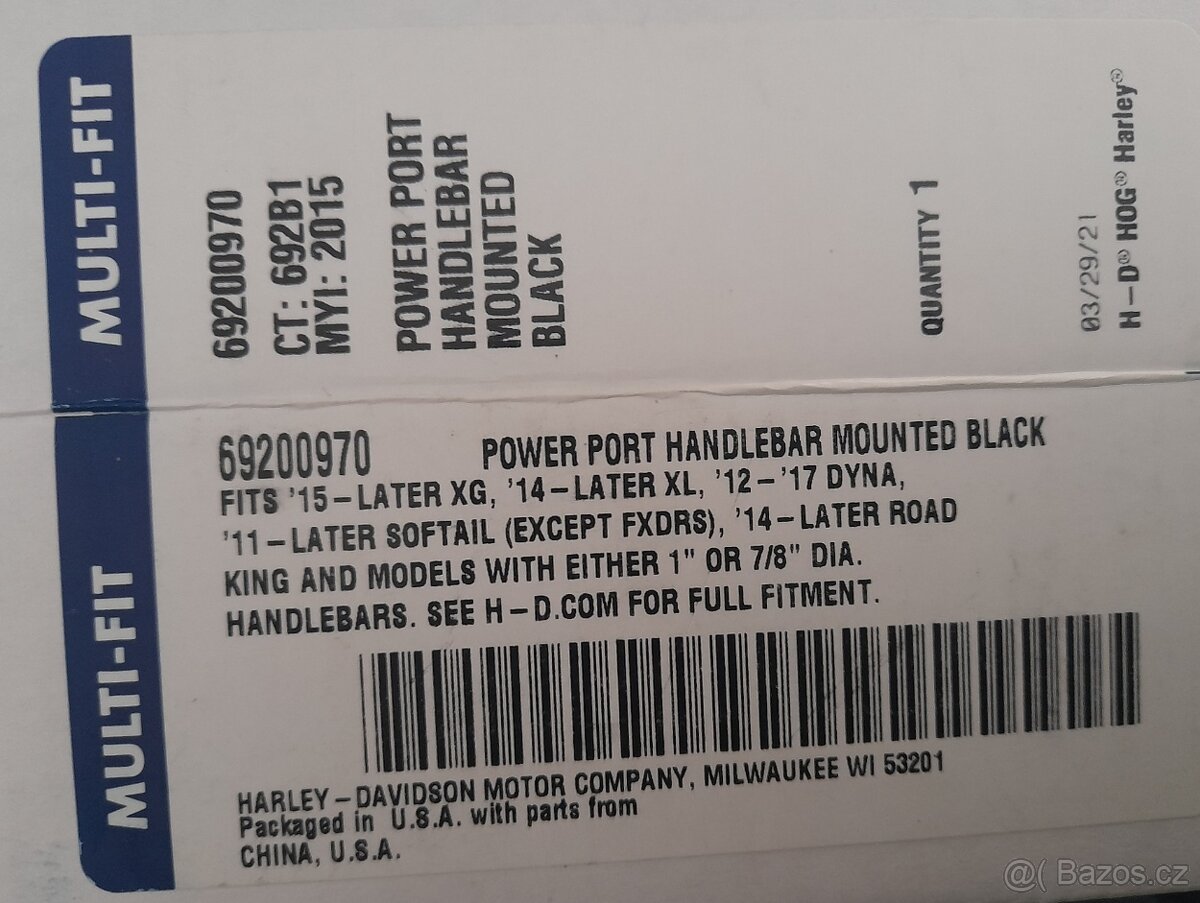 MULTI-FIT
69200970
CT: 692B1
MYI: 2015
POWER PORT
HANDLEBAR
MOUNTED
BLACK
QUANTITY 1
03/29/21
H-D® HOG® Harley®
MULTI-FIT
69200970 POWER PORT HANDLEBAR MOUNTED BLACK
FITS '15-LATER XG, '14-LATER XL, '12-'17 DYNA,
'11-LATER SOFTAIL (EXCEPT FXDRS), '14-LATER ROAD
KING AND MODELS WITH EITHER 1" OR 7/8" DIA.
HANDLEBARS. SEE H-D.COM FOR FULL FITMENT.
HARLEY-DAVIDSON MOTOR COMPANY, MILWAUKEE WI 53201
Packaged in U.S.A. with parts from
CHINA, U.S.A.
@( Bazos.cz